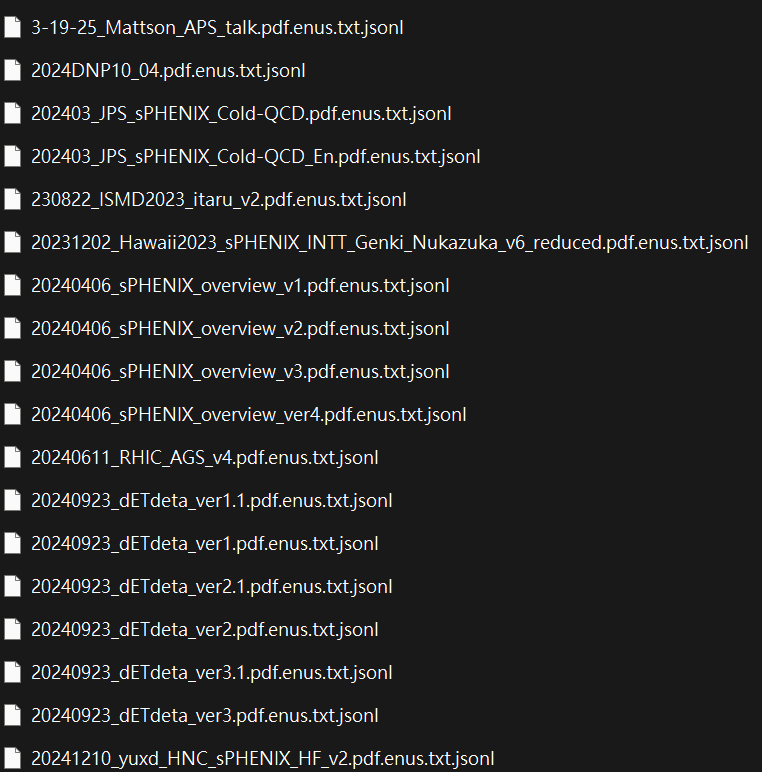 3-19-25_Mattson_APS_talk.pdf.enus.txt.jsonl
2024DNP10_04.pdf.enus.txt.jsonl
202403_JPS_sPHENIX_Cold-QCD.pdf.enus.txt.jsonl
202403_JPS_sPHENIX_Cold-QCD_En.pdf.enus.txt.jsonl
230822_ISMD2023_itaru_v2.pdf.enus.txt.jsonl
20231202_Hawaii2023_sPHENIX_INTT_Genki_Nukazuka_v6_reduced.pdf.enus.txt.jsonl
20240406_sPHENIX_overview_v1.pdf.enus.txt.jsonl
20240406_sPHENIX_overview_v2.pdf.enus.txt.jsonl
20240406_sPHENIX_overview_v3.pdf.enus.txt.jsonl
20240406_sPHENIX_overview_ver4.pdf.enus.txt.jsonl
20240611_RHIC_AGS_v4.pdf.enus.txt.jsonl
20240923_dETdeta_ver1.1.pdf.enus.txt.jsonl
20240923_dETdeta_ver1.pdf.enus.txt.jsonl
20240923_dETdeta_ver2.1.pdf.enus.txt.jsonl
20240923_dETdeta_ver2.pdf.enus.txt.jsonl
20240923_dETdeta_ver3.1.pdf.enus.txt.jsonl
20240923_dETdeta_ver3.pdf.enus.txt.jsonl
20241210_yuxd_HNC_sPHENIX_HF_v2.pdf.enus.txt.jsonl